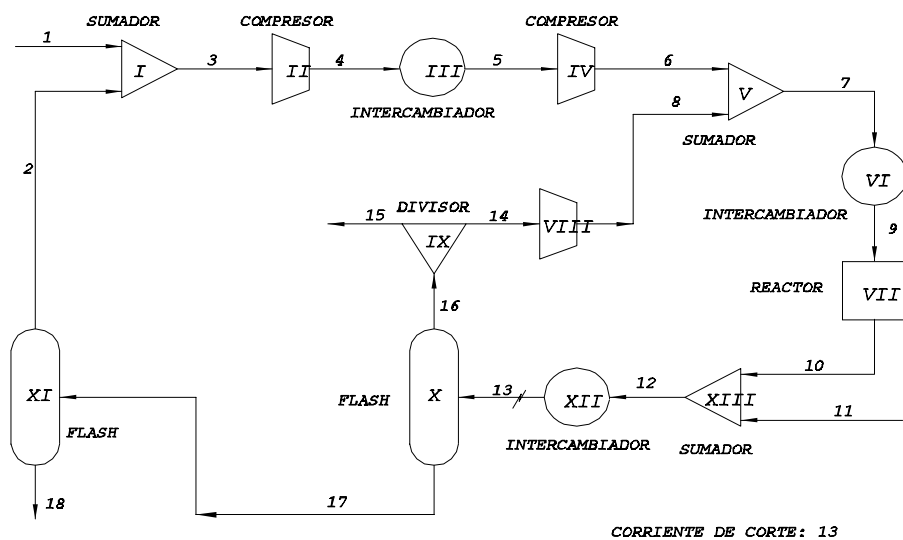 SUMADOR
COMPRESOR
COMPRESOR
1
3
4
5
6
7
I
II
III
IV
V
INTERCAMBIADOR
8
SUMADOR
2
VI
DIVISOR
15
14
VIII
INTERCAMBIADOR
IX
9
REACTOR
VII
16
10
13
12
XI
FLASH
X
XII
XIII
11
FLASH
INTERCAMBIADOR
SUMADOR
18
17
CORRIENTE DE CORTE: 13